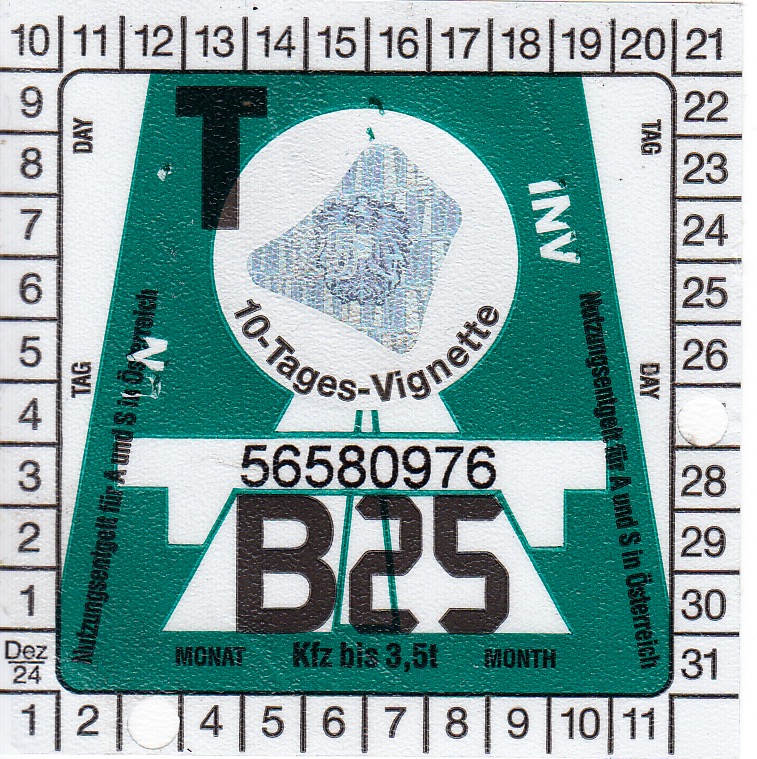 10 11 12 13 14 15 16 17 18 19 20 21
9 22
8 23
7 24
6 25
5 26
4
3 28
2 29
1 30
Dez
24
31
1 2 4 5 6 7 8 9 10 11
DAY
TAG
T
INV
10-Tages-Vignette
TAG
DAY
Nutzungsentgelt für A und S in Österreich
Nutzungsentgelt für A und S in Österreich
56580976
B25
MONAT Kfz bis 3,5t MONTH